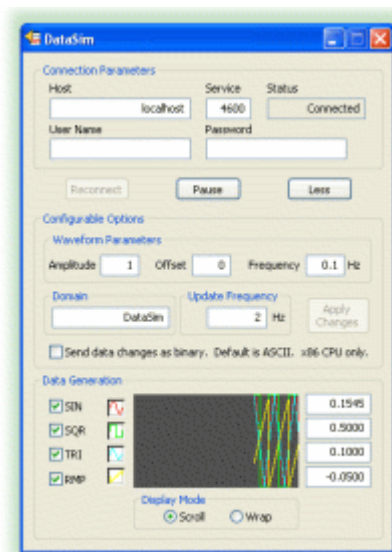 DataSim
Connection Parameters
Host Service Status
localhost 4600 Connected
User Name Password
Reconnect Pause Less
Configurable Options
Waveform Parameters
Amplitude 1 Offset 0 Frequency 0.1 Hz
Domain Update Frequency
DataSim 2 Hz Apply Changes
Send data changes as binary. Default is ASCII. x86 CPU only.
Data Generation
SIN 0.1545
SQR 0.5000
TRI 0.1000
RMP -0.0500
Display Mode
Scroll Wrap